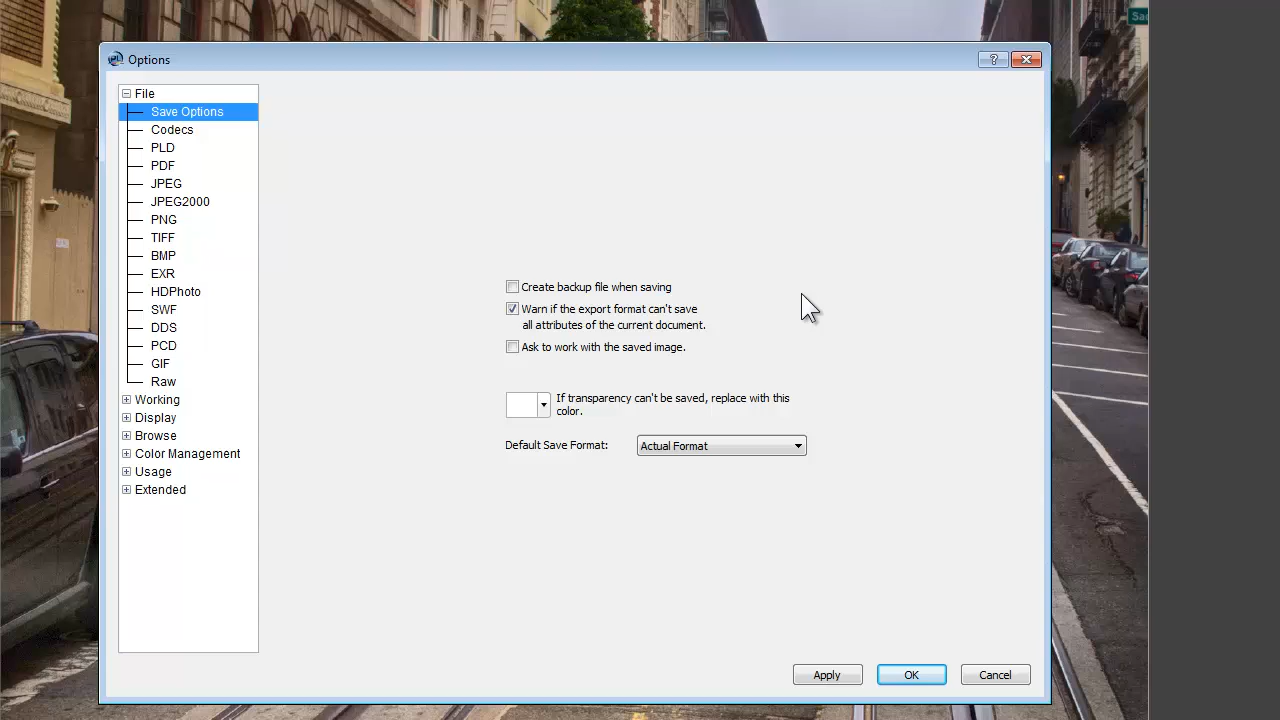 Sa
Options
File
Save Options
Codecs
PLD
PDF
JPEG
JPEG2000
PNG
TIFF
BMP
EXR
HDPhoto
SWF
DDS
PCD
GIF
Raw
Working
Display
Browse
Color Management
Usage
Extended
Create backup file when saving
Warn if the export format can't save
all attributes of the current document.
Ask to work with the saved image.
If transparency can't be saved, replace with this
color.
Default Save Format: Actual Format
Apply OK Cancel